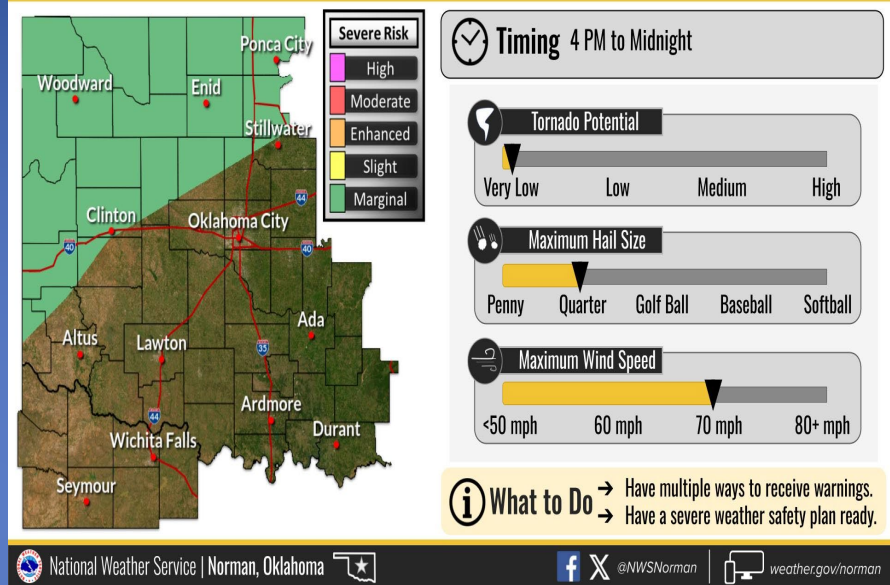 Ponca City
Woodward
Enid
Stillwater
Clinton
Oklahoma City
44
40
40
Altus
Lawton
Ada
35
Ardmore
44
Wichita Falls
Durant
Seymour
Severe Risk
High
Moderate
Enhanced
Slight
Marginal
Timing 4 PM to Midnight
Tornado Potential
Very Low Low Medium High
Maximum Hail Size
Penny Quarter Golf Ball Baseball Softball
Maximum Wind Speed
<50 mph 60 mph 70 mph 80+ mph
What to Do
→ Have multiple ways to receive warnings.
→ Have a severe weather safety plan ready.
National Weather Service | Norman, Oklahoma
@NWSNorman
weather.gov/norman